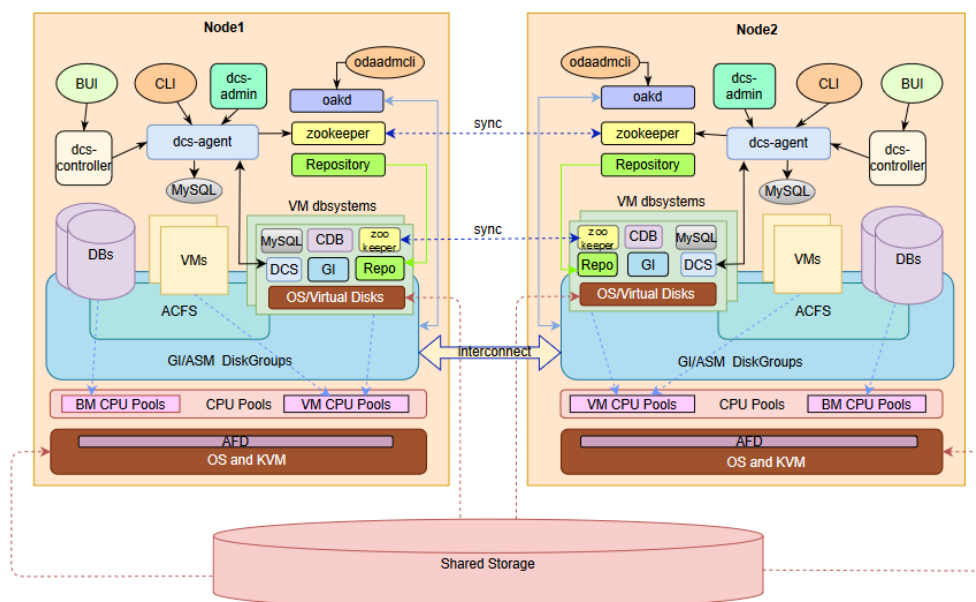 Node1
BUI
CLI
dcs-
admin
odaadmcli
oakd
dcs-
controller
dcs-agent
zookeeper
sync
MySQL
Repository
VM dbsystems
DBs
VMs
MySQL
CDB
zoo
keeper
sync
DCS
GI
Repo
OS/Virtual Disks
ACFS
GI/ASM DiskGroups
interconnect
BM CPU Pools
CPU Pools
VM CPU Pools
AFD
OS and KVM
Node2
odaadmcli
dcs-
admin
CLI
BUI
oakd
zookeeper
dcs-agent
dcs-
controller
Repository
MySQL
VM dbsystems
zoo
keeper
CDB
MySQL
VMs
DBs
Repo
GI
DCS
OS/Virtual Disks
ACFS
GI/ASM DiskGroups
VM CPU Pools
CPU Pools
BM CPU Pools
AFD
OS and KVM
Shared Storage